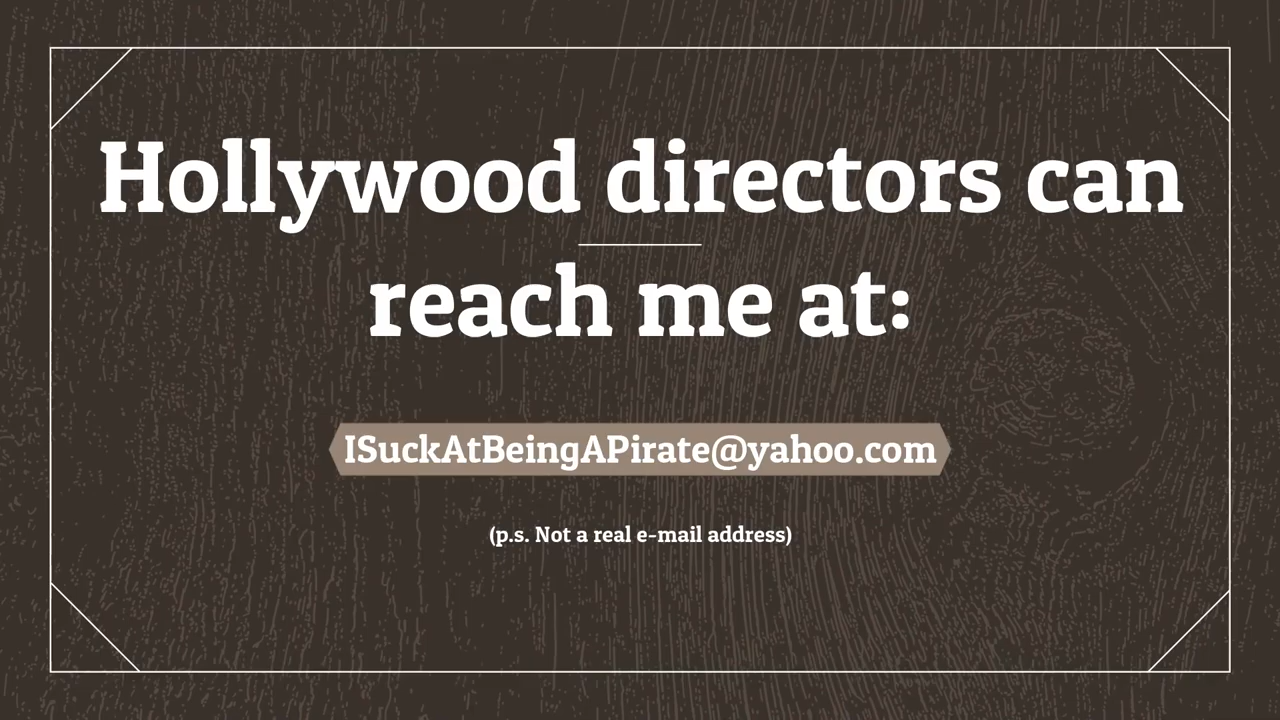 Hollywood directors can
reach me at:
ISuckAtBeingAPirate@yahoo.com
(p.s. Not a real e-mail address)